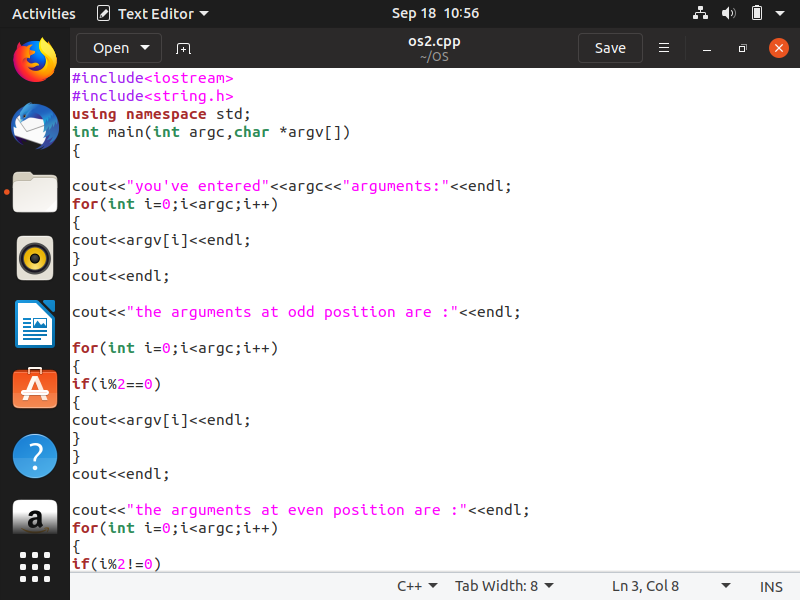 Activities Text Editor Sep 18 10:56
Open os2.cpp Save
~/OS
#include<iostream>
#include<string.h>
using namespace std;
int main(int argc,char *argv[])
{
cout<<"you've entered"<<argc<<"arguments:"<<endl;
for(int i=0;i<argc;i++)
{
cout<<argv[i]<<endl;
}
cout<<endl;
cout<<"the arguments at odd position are :"<<endl;
for(int i=0;i<argc;i++)
{
if(i%2==0)
{
cout<<argv[i]<<endl;
}
}
cout<<endl;
cout<<"the arguments at even position are :"<<endl;
for(int i=0;i<argc;i++)
{
if(i%2!=0)
C++ Tab Width: 8 Ln 3, Col 8 INS
?
a